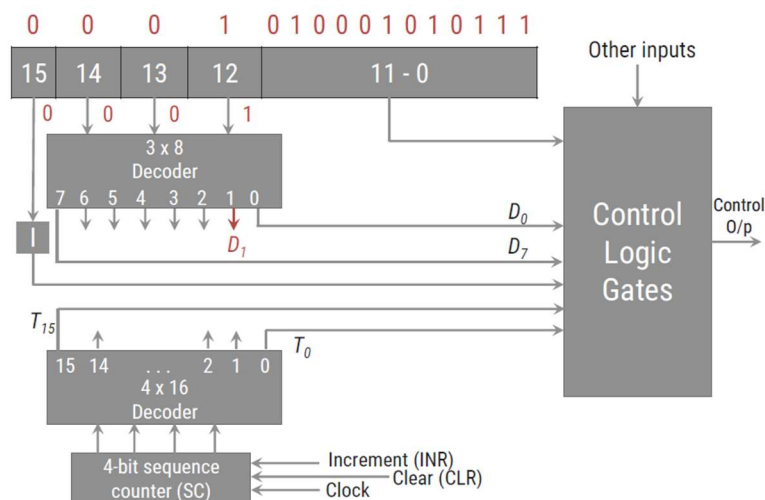 0 0 0 1 0 1 0 0 0 1 0 1 0 1 1 1
15 14 13 12 11 - 0
Other inputs
0 0 0 1
3 x 8
Decoder
7 6 5 4 3 2 1 0
I
D1
D0
D7
Control
Logic
Gates
Control
O/p
T15
T0
15 14 . . . 2 1 0
4 x 16
Decoder
4-bit sequence
counter (SC)
Increment (INR)
Clear (CLR)
Clock